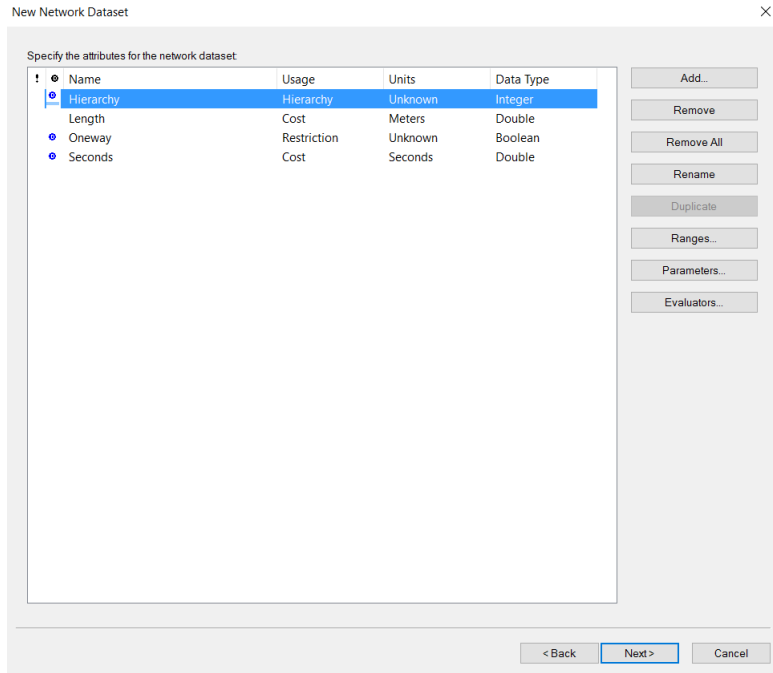 New Network Dataset
Specify the attributes for the network dataset:
! Name Usage Units Data Type
Hierarchy Hierarchy Unknown Integer
Length Cost Meters Double
Oneway Restriction Unknown Boolean
Seconds Cost Seconds Double
Add...
Remove
Remove All
Rename
Duplicate
Ranges...
Parameters...
Evaluators...
< Back Next > Cancel